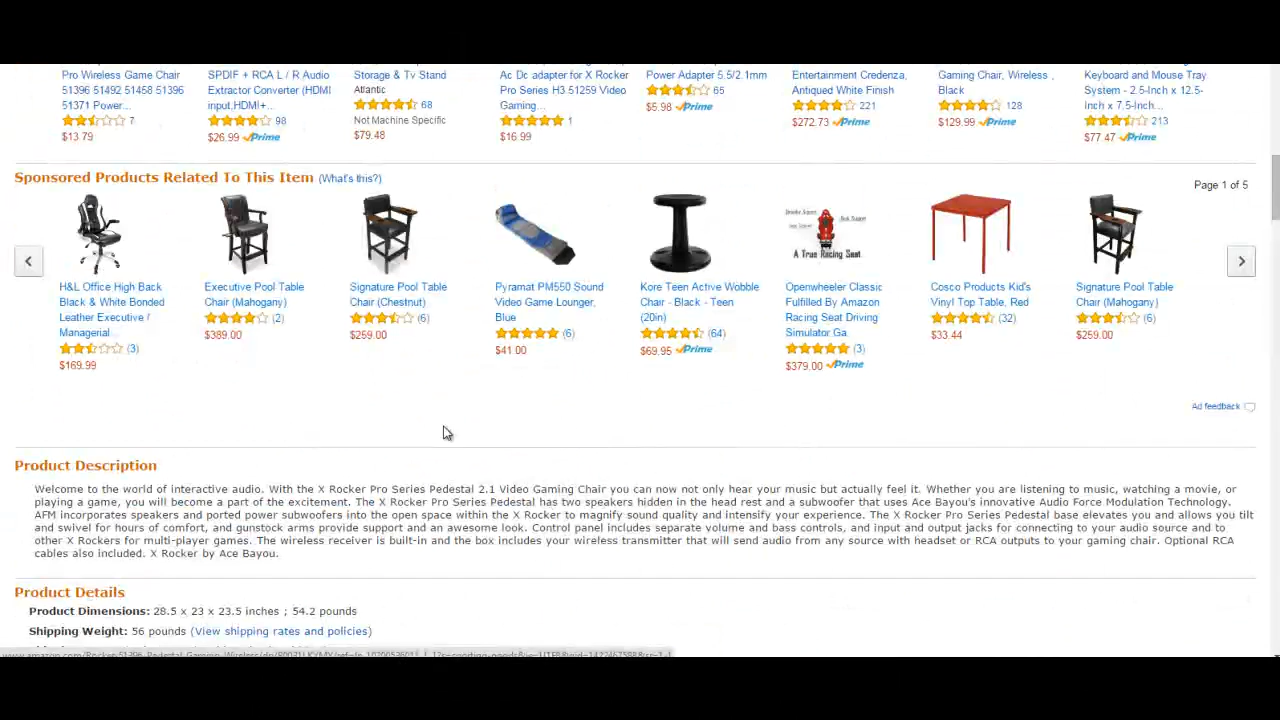 Pro Wireless Game Chair
51396 51492 51458 51396
51371 Power...
7
$13.79
SPDIF + RCA L / R Audio
Extractor Converter (HDMI
input,HDMI+...
98
$26.99 Prime
Storage & Tv Stand
Atlantic
68
Not Machine Specific
$79.48
Ac Dc adapter for X Rocker
Pro Series H3 51259 Video
Gaming...
1
$16.99
Power Adapter 5.5/2.1mm
65
$5.98 Prime
Entertainment Credenza,
Antiqued White Finish
221
$272.73 Prime
Gaming Chair, Wireless ,
Black
128
$129.99 Prime
Keyboard and Mouse Tray
System - 2.5-Inch x 12.5-
Inch x 7.5-Inch...
213
$77.47 Prime
Sponsored Products Related To This Item (What's this?)
Page 1 of 5
H&L Office High Back
Black & White Bonded
Leather Executive /
Managerial...
(3)
$169.99
Executive Pool Table
Chair (Mahogany)
(2)
$389.00
Signature Pool Table
Chair (Chestnut)
(6)
$259.00
Pyramat PM550 Sound
Video Game Lounger,
Blue
(6)
$41.00
Kore Teen Active Wobble
Chair - Black - Teen
(20in)
(64)
$69.95 Prime
A True Racing Seat
Openwheeler Classic
Fulfilled By Amazon
Racing Seat Driving
Simulator Ga...
(3)
$379.00 Prime
Cosco Products Kid's
Vinyl Top Table, Red
(32)
$33.44
Signature Pool Table
Chair (Mahogany)
(6)
$259.00
Ad feedback
Product Description
Welcome to the world of interactive audio. With the X Rocker Pro Series Pedestal 2.1 Video Gaming Chair you can now not only hear your music but actually feel it. Whether you are listening to music, watching a movie, or
playing a game, you will become a part of the excitement. The X Rocker Pro Series Pedestal has two speakers hidden in the head rest and a subwoofer that uses Ace Bayou's innovative Audio Force Modulation Technology.
AFM incorporates speakers and ported power subwoofers into the open space within the X Rocker to magnify sound quality and intensify your experience. The X Rocker Pro Series Pedestal base elevates you and allows you tilt
and swivel for hours of comfort, and gunstock arms provide support and an awesome look. Control panel includes separate volume and bass controls, and input and output jacks for connecting to your audio source and to
other X Rockers for multi-player games. The wireless receiver is built-in and the box includes your wireless transmitter that will send audio from any source with headset or RCA outputs to your gaming chair. Optional RCA
cables also included. X Rocker by Ace Bayou.
Product Details
Product Dimensions: 28.5 x 23 x 23.5 inches ; 54.2 pounds
Shipping Weight: 56 pounds (View shipping rates and policies)